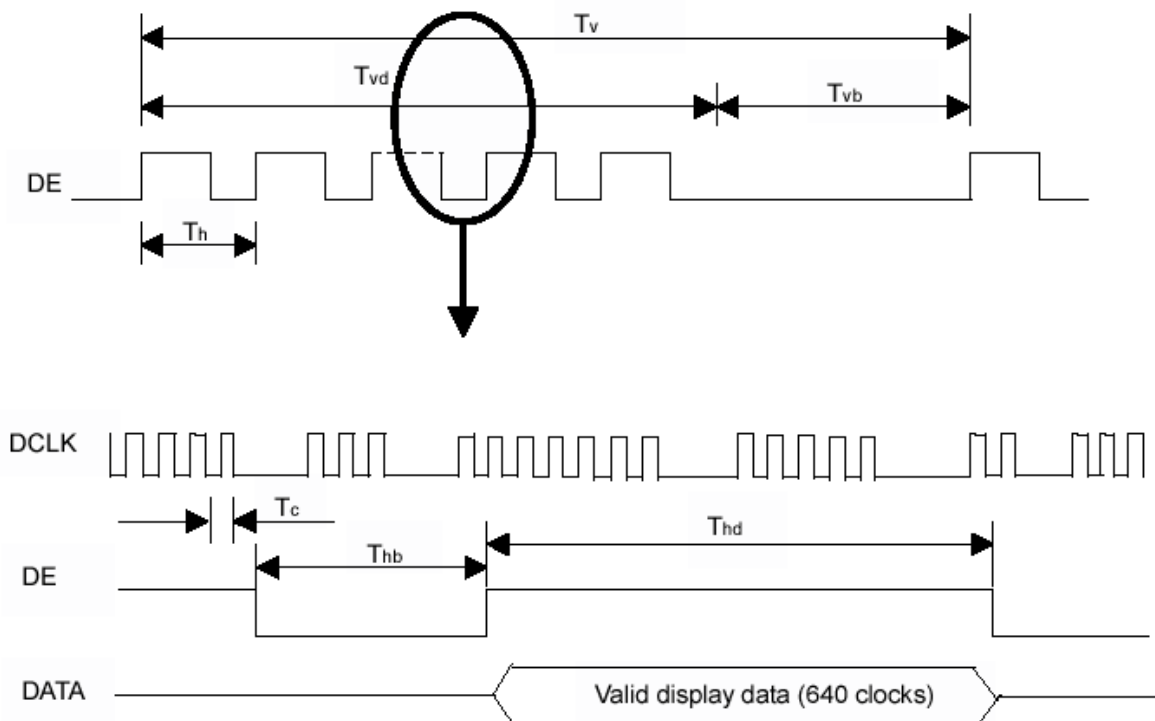 Tv
Tvd
Tvb
DE
Th
DCLK
Tc
Thd
Thb
DE
DATA
Valid display data (640 clocks)